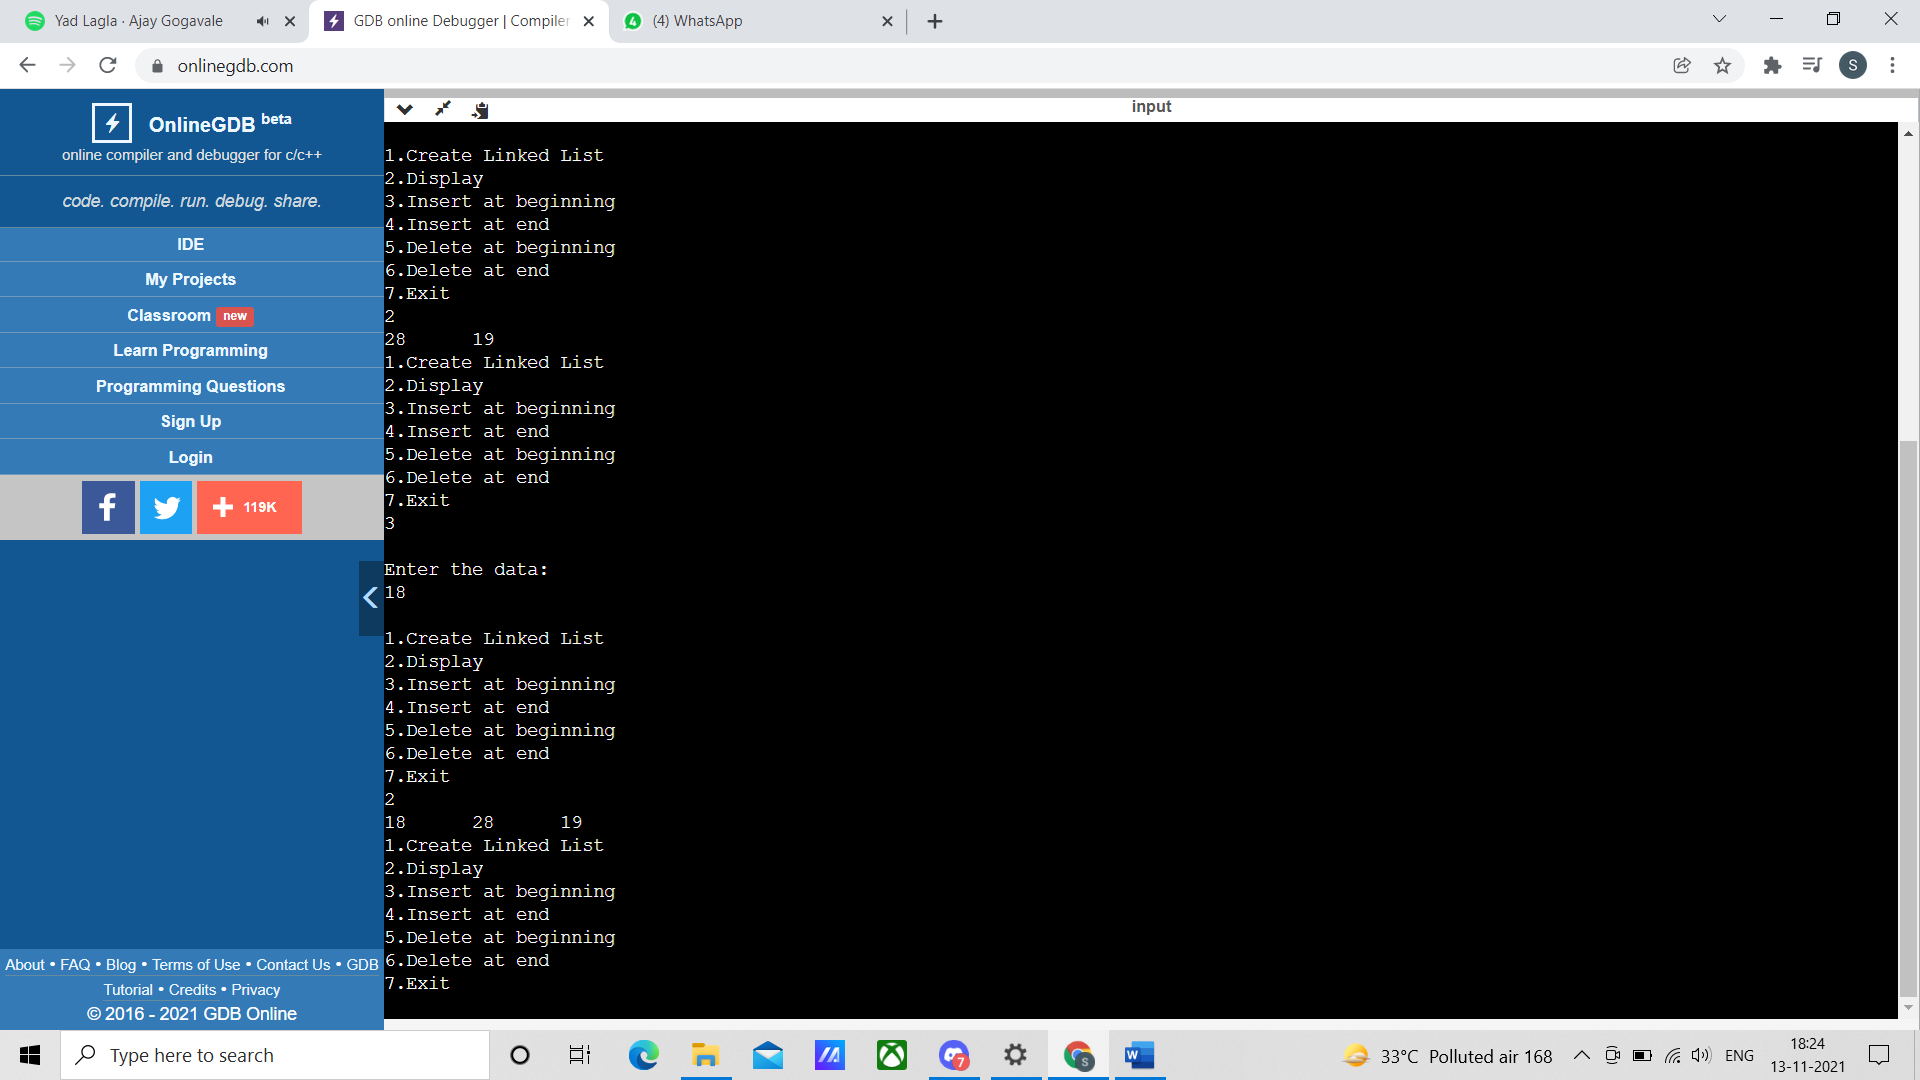 Yad Lagla · Ajay Gogavale
GDB online Debugger | Compiler
(4) WhatsApp
onlinegdb.com
S
OnlineGDB beta
online compiler and debugger for c/c++
code. compile. run. debug. share.
IDE
My Projects
Classroom new
Learn Programming
Programming Questions
Sign Up
Login
119K
About • FAQ • Blog • Terms of Use • Contact Us • GDB
Tutorial • Credits • Privacy
© 2016 - 2021 GDB Online
input
1.Create Linked List
2.Display
3.Insert at beginning
4.Insert at end
5.Delete at beginning
6.Delete at end
7.Exit
2
28 19
1.Create Linked List
2.Display
3.Insert at beginning
4.Insert at end
5.Delete at beginning
6.Delete at end
7.Exit
3
Enter the data:
18
1.Create Linked List
2.Display
3.Insert at beginning
4.Insert at end
5.Delete at beginning
6.Delete at end
7.Exit
2
18 28 19
1.Create Linked List
2.Display
3.Insert at beginning
4.Insert at end
5.Delete at beginning
6.Delete at end
7.Exit
Type here to search
7
S
W
33°C Polluted air 168
ENG
18:24
13-11-2021